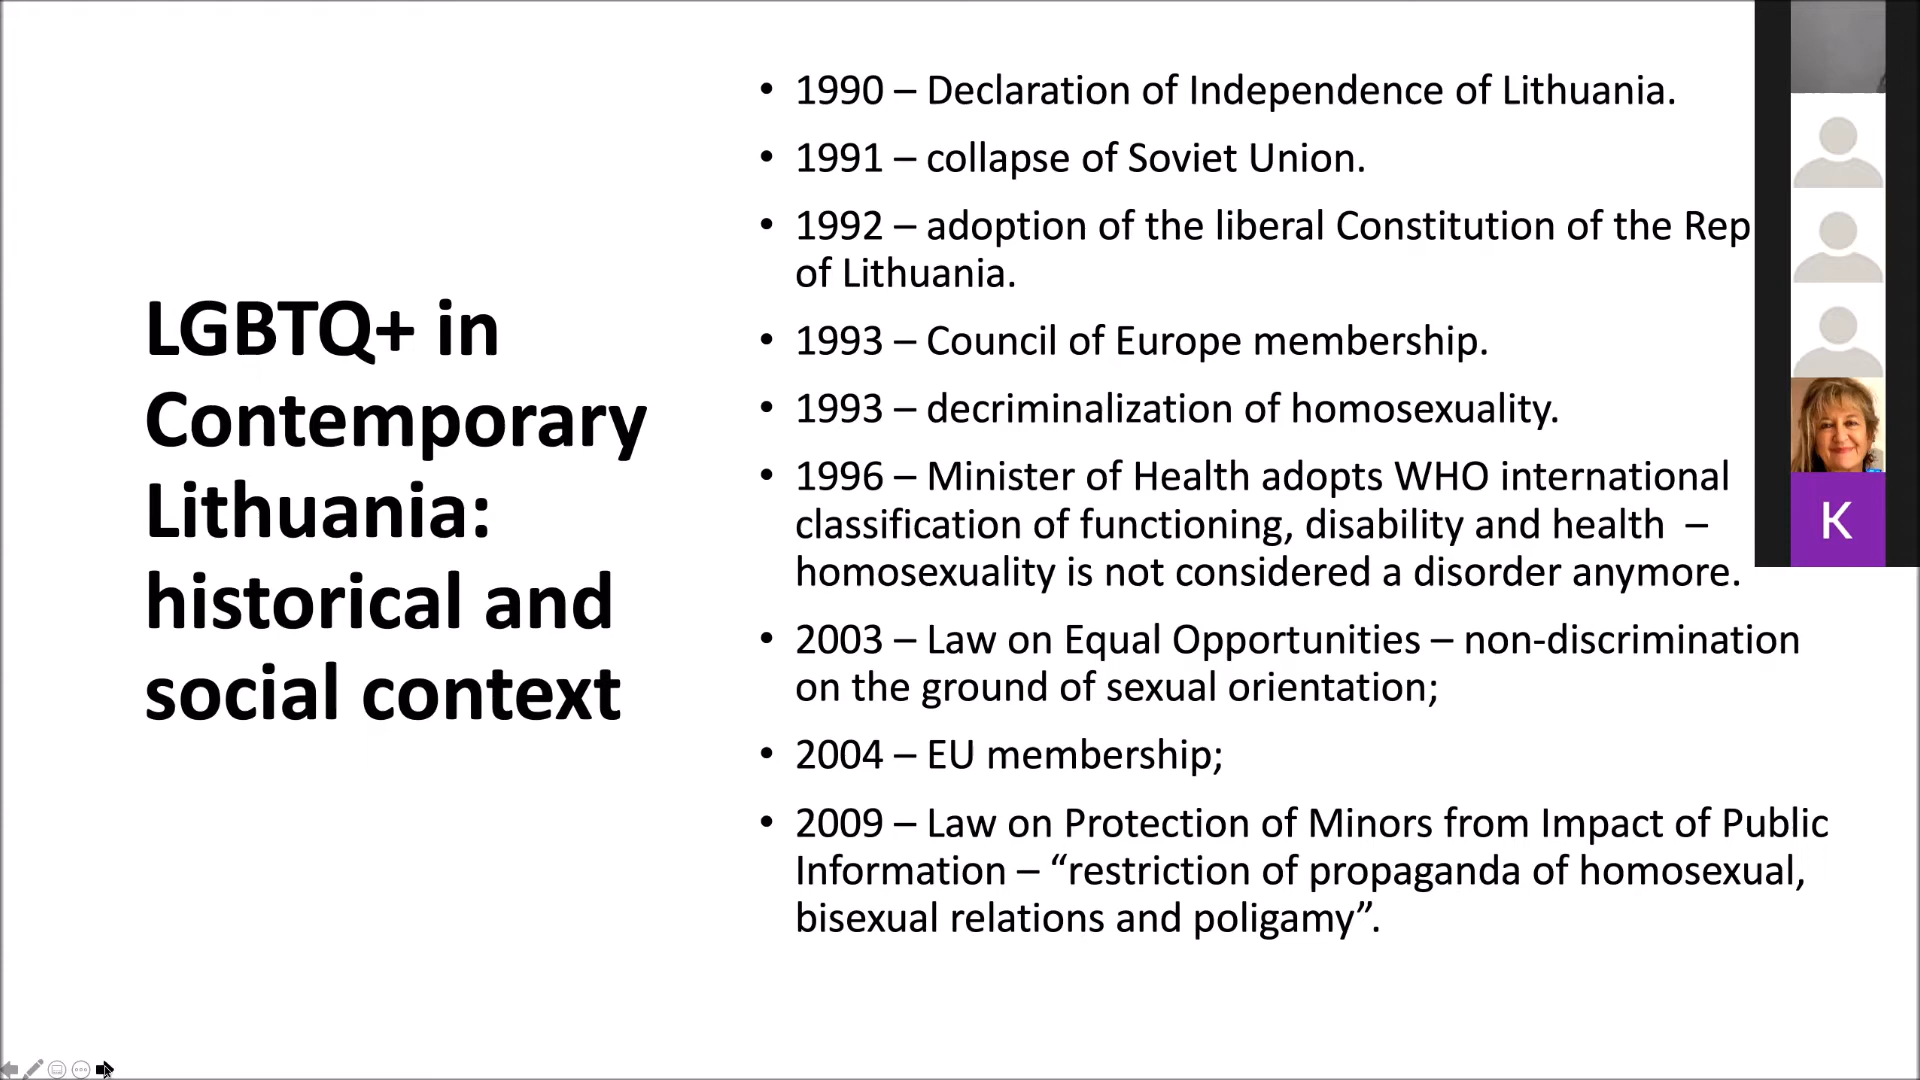 LGBTQ+ in
Contemporary
Lithuania:
historical and
social context
• 1990 – Declaration of Independence of Lithuania.
• 1991 – collapse of Soviet Union.
• 1992 – adoption of the liberal Constitution of the Rep
of Lithuania.
• 1993 – Council of Europe membership.
• 1993 – decriminalization of homosexuality.
• 1996 – Minister of Health adopts WHO international
classification of functioning, disability and health –
homosexuality is not considered a disorder anymore.
• 2003 – Law on Equal Opportunities – non-discrimination
on the ground of sexual orientation;
• 2004 – EU membership;
• 2009 – Law on Protection of Minors from Impact of Public
Information – “restriction of propaganda of homosexual,
bisexual relations and poligamy”.
K